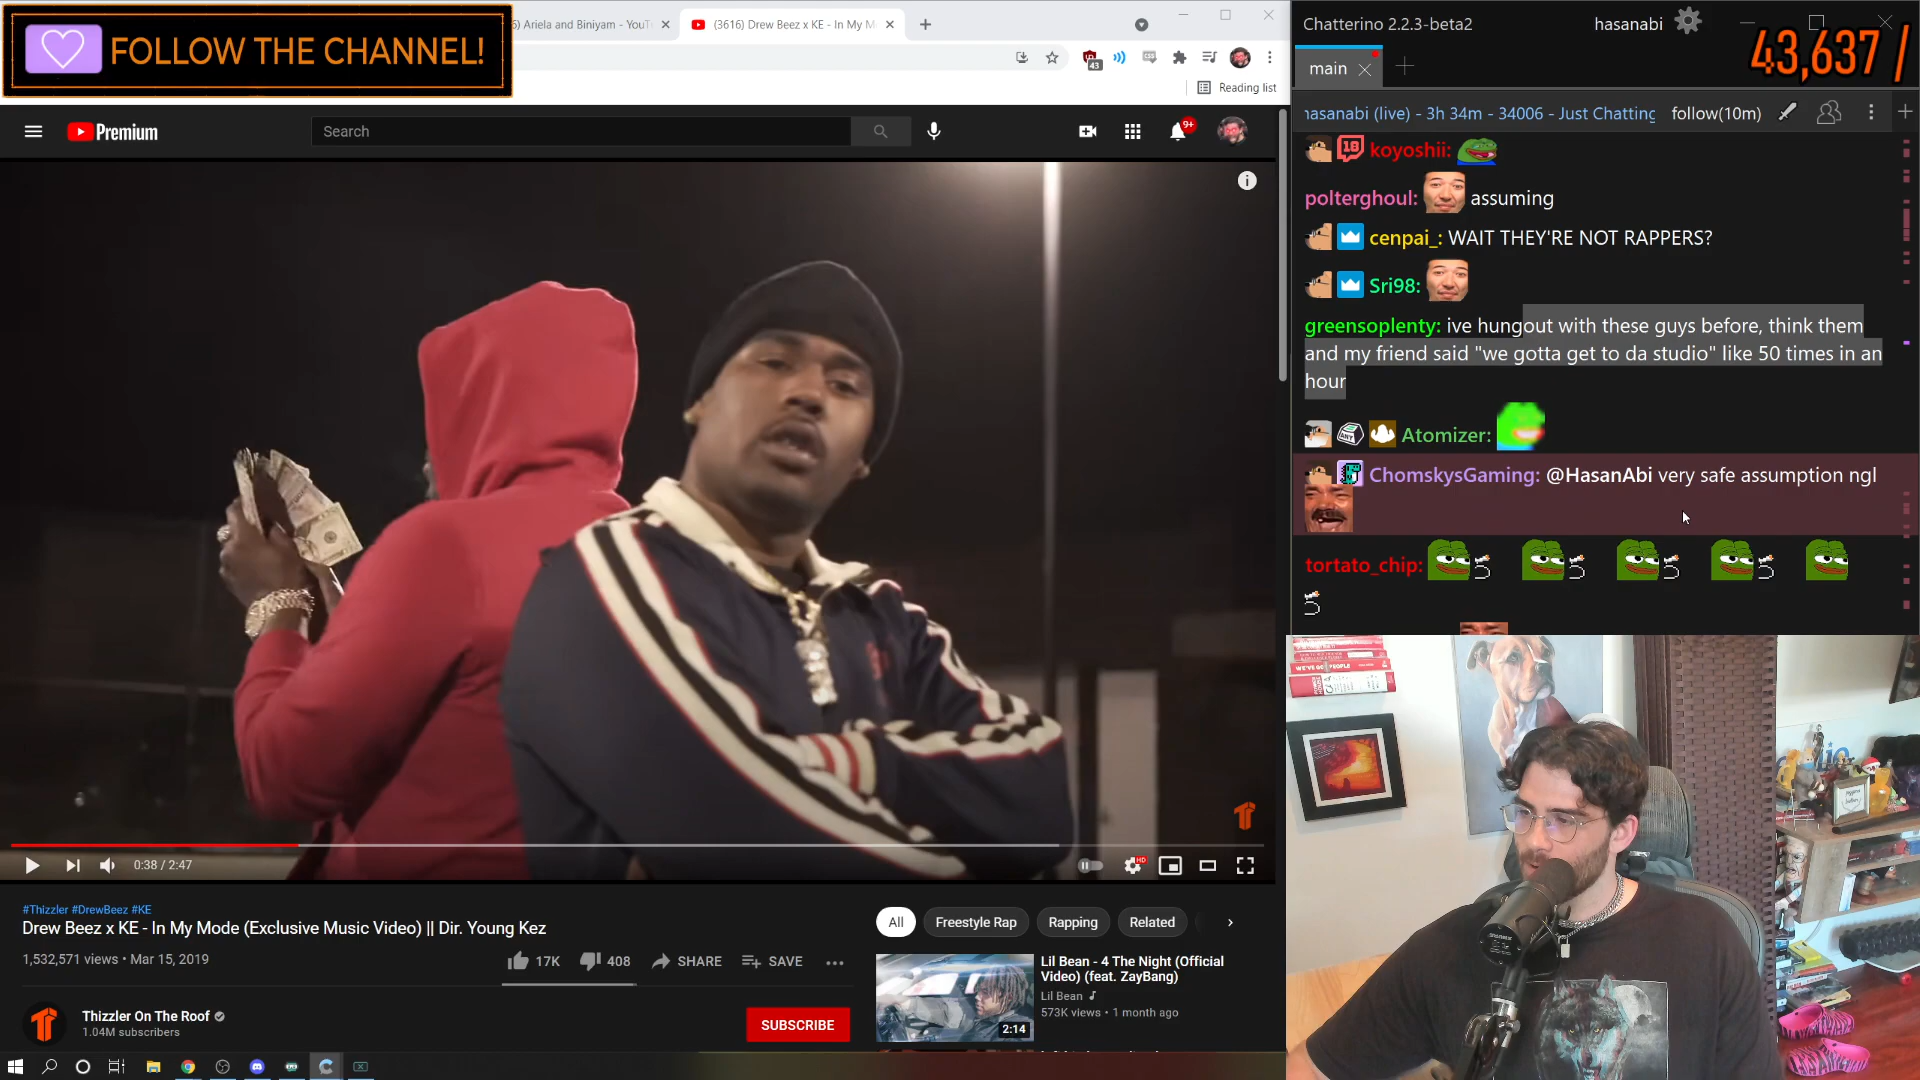 FOLLOW THE CHANNEL!
) Ariela and Biniyam - YouT
(3616) Drew Beez x KE - In My M
43
Reading list
Premium
Search
9+
0:38 / 2:47
HD
#Thizzler #DrewBeez #KE
Drew Beez x KE - In My Mode (Exclusive Music Video) || Dir. Young Kez
1,532,571 views • Mar 15, 2019
17K
408
SHARE
SAVE
Thizzler On The Roof
1.04M subscribers
SUBSCRIBE
All
Freestyle Rap
Rapping
Related
Lil Bean - 4 The Night (Official
Video) (feat. ZayBang)
Lil Bean
573K views • 1 month ago
2:14
Chatterino 2.2.3-beta2
hasanabi
43,637 /
main
hasanabi (live) - 3h 34m - 34006 - Just Chatting
follow(10m)
koyoshii:
polterghoul: assuming
cenpai_: WAIT THEY'RE NOT RAPPERS?
Sri98:
greensoplenty: ive hungout with these guys before, think them
and my friend said "we gotta get to da studio" like 50 times in an
hour
Atomizer:
ChomskysGaming: @HasanAbi very safe assumption ngl
tortato_chip: